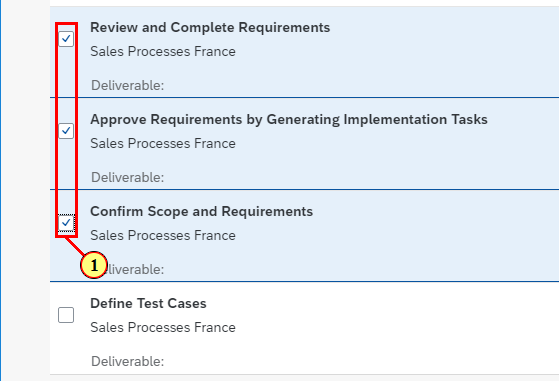 Review and Complete Requirements
Sales Processes France
Deliverable:
Approve Requirements by Generating Implementation Tasks
Sales Processes France
Deliverable:
Confirm Scope and Requirements
Sales Processes France
1
liverable:
Define Test Cases
Sales Processes France
Deliverable: